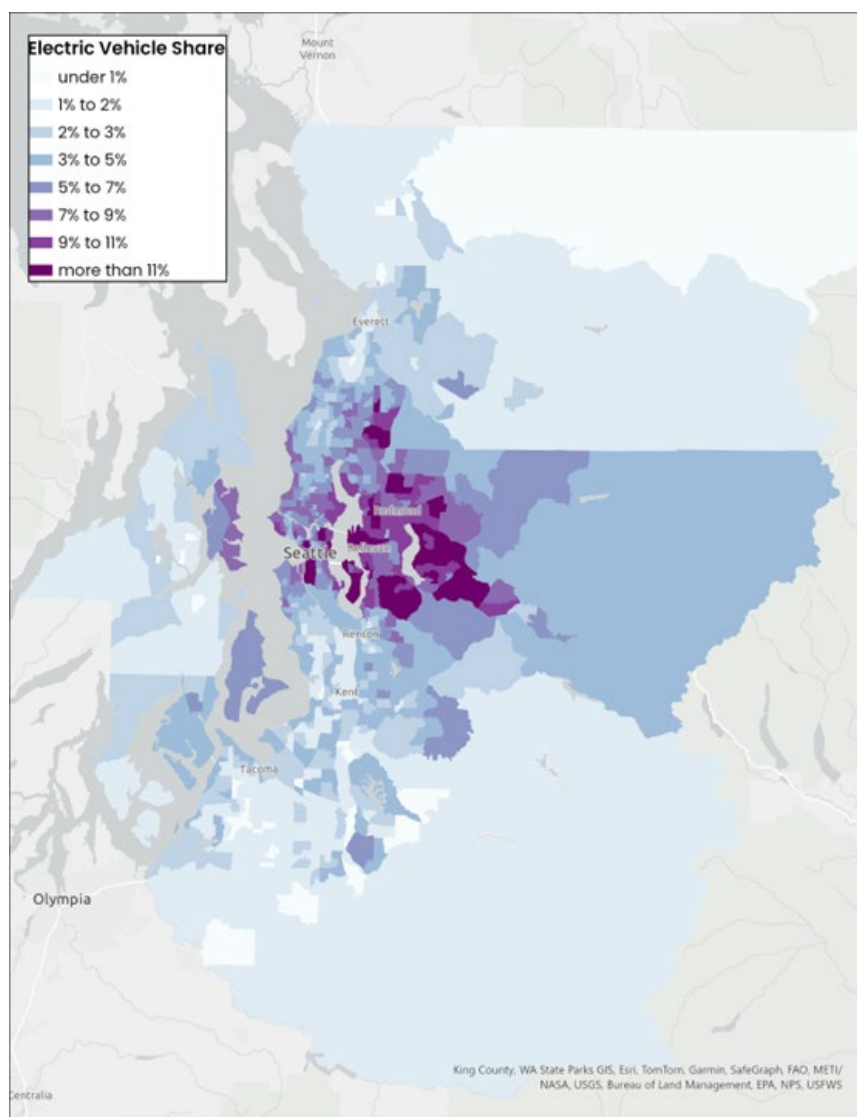 Electric Vehicle Share
under 1%
1% to 2%
2% to 3%
3% to 5%
5% to 7%
7% to 9%
9% to 11%
more than 11%
Mount
Vernon
Everett
Redmond
Seattle
Bellevue
Renton
Kent
Tacoma
Olympia
Centralia
King County, WA State Parks GIS, Esri, TomTom, Garmin, SafeGraph, FAO, METI/
NASA, USGS, Bureau of Land Management, EPA, NPS, USFWS